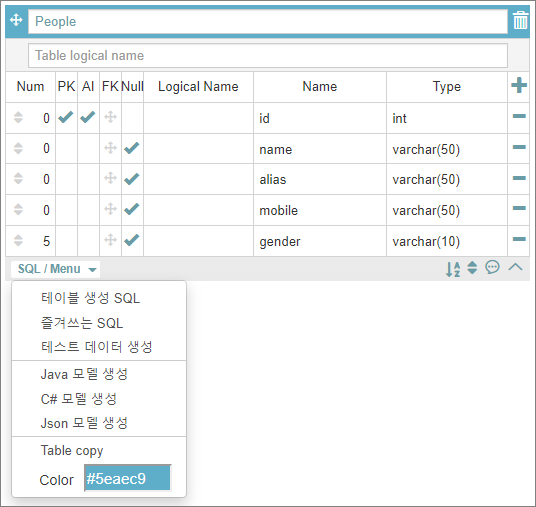 People
Table logical name
Num PK AI FK Null Logical Name Name Type
0 id int
0 name varchar(50)
0 alias varchar(50)
0 mobile varchar(50)
5 gender varchar(10)
SQL / Menu
테이블 생성 SQL
즐겨쓰는 SQL
테스트 데이터 생성
Java 모델 생성
C# 모델 생성
Json 모델 생성
Table copy
Color #5eaec9